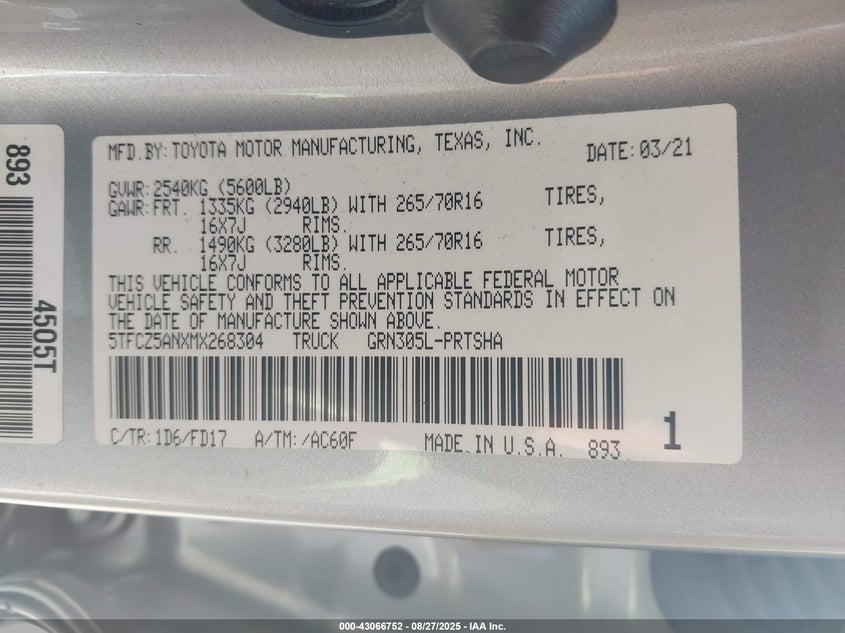 893
4505T
MFD.BY: TOYOTA MOTOR MANUFACTURING, TEXAS, INC. DATE: 03/21
GVWR: 2540KG (5600LB)
GAWR: FRT. 1335KG (2940LB) WITH 265/70R16 TIRES,
16X7J RIMS.
RR. 1490KG (3280LB) WITH 265/70R16 TIRES,
16X7J RIMS.
THIS VEHICLE CONFORMS TO ALL APPLICABLE FEDERAL MOTOR
VEHICLE SAFETY AND THEFT PREVENTION STANDARDS IN EFFECT ON
THE DATE OF MANUFACTURE SHOWN ABOVE.
5TFCZ5ANXMX268304 TRUCK GRN305L-PRTSHA
C/TR: 1D6/FD17 A/TM: /AC60F MADE IN U.S.A. 893 1
000-43066752 - 08/27/2025 - IAA Inc.